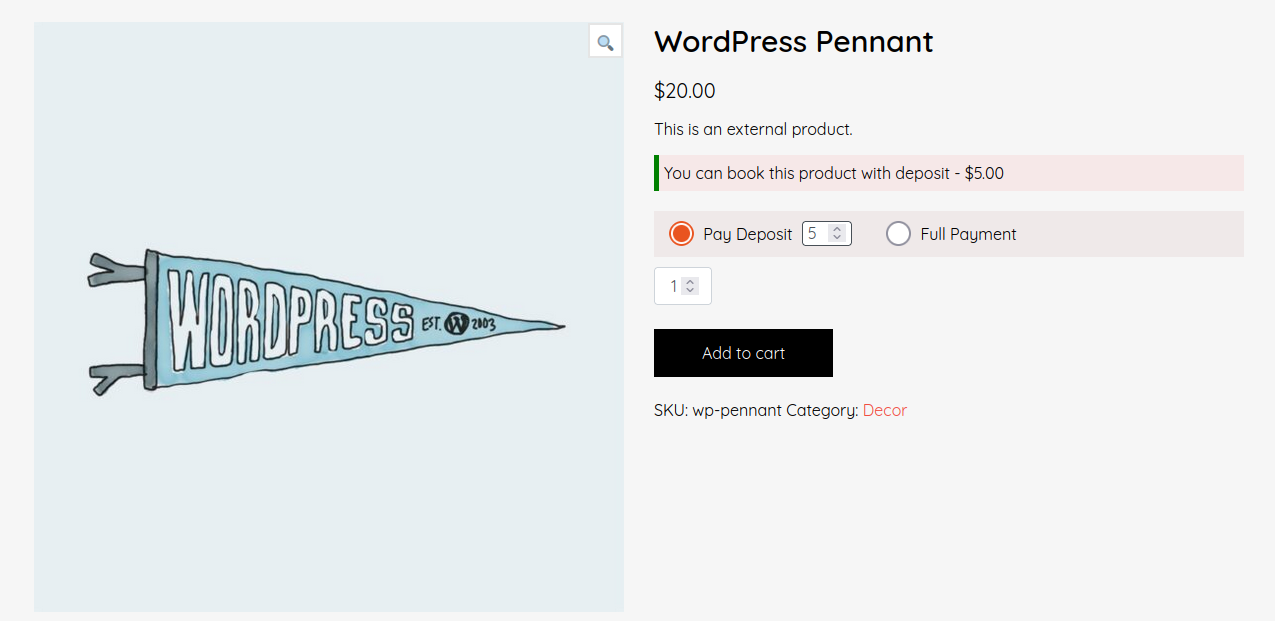 WordPress Pennant
$20.00
This is an external product.
You can book this product with deposit - $5.00
Pay Deposit 5 Full Payment
1
Add to cart
SKU: wp-pennant Category: Decor
WORDPRESS EST. W 2003